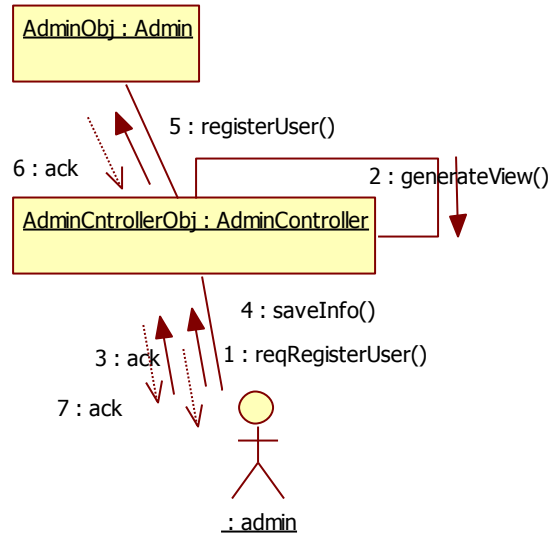 AdminObj : Admin
5 : registerUser()
6 : ack
2 : generateView()
AdminCntrollerObj : AdminController
4 : saveInfo()
3 : ack
1 : reqRegisterUser()
7 : ack
: admin